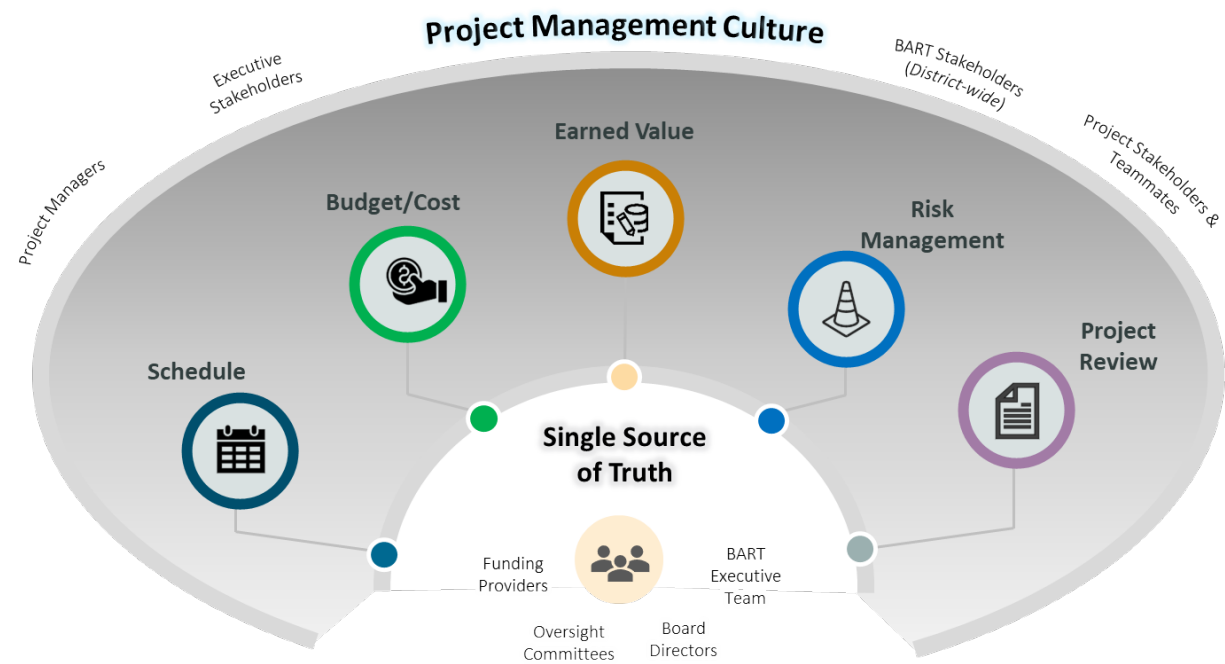 Project Management Culture
Executive
Stakeholders
BART Stakeholders
(District-wide)
Project Managers
Project Stakeholders &
Teammates
Earned Value
Budget/Cost
Risk
Management
Schedule
Project
Review
Single Source
of Truth
Funding
Providers
BART
Executive
Team
Oversight
Committees
Board
Directors